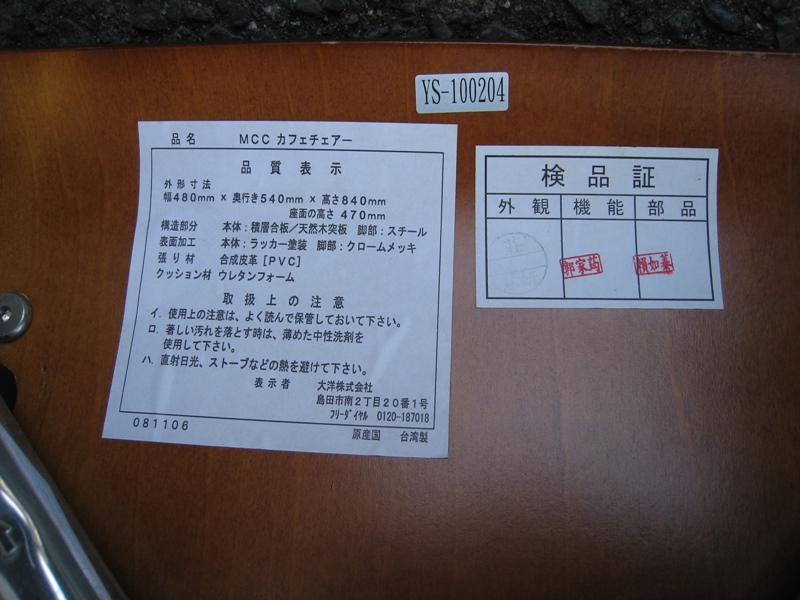 YS-100204
品名 MCC カフェチェアー
品質表示
外形寸法
幅480mm × 奥行き540mm × 高さ840mm
座面の高さ 470mm
構造部分 本体：積層合板／天然木突板 脚部：スチール
表面加工 本体：ラッカー塗装 脚部：クロームメッキ
張り材 合成皮革[PVC]
クッション材 ウレタンフォーム
取扱上の注意
イ. 使用上の注意は、よく読んで保管しておいて下さい。
ロ. 著しい汚れを落とす時は、薄めた中性洗剤を
使用して下さい。
ハ. 直射日光、ストーブなどの熱を避けて下さい。
表示者 大洋株式会社
島田市南2丁目20番1号
フリーダイヤル 0120-187018
081106
原産国 台湾製
検品証
外観 機能 部品